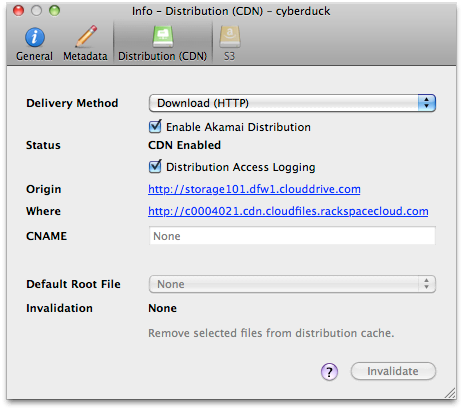 Info – Distribution (CDN) – cyberduck
General Metadata Distribution (CDN) S3
Delivery Method Download (HTTP)
Enable Akamai Distribution
Status CDN Enabled
Distribution Access Logging
Origin http://storage101.dfw1.clouddrive.com
Where http://c0004021.cdn.cloudfiles.rackspacecloud.com
CNAME None
Default Root File None
Invalidation None
Remove selected files from distribution cache.
? Invalidate